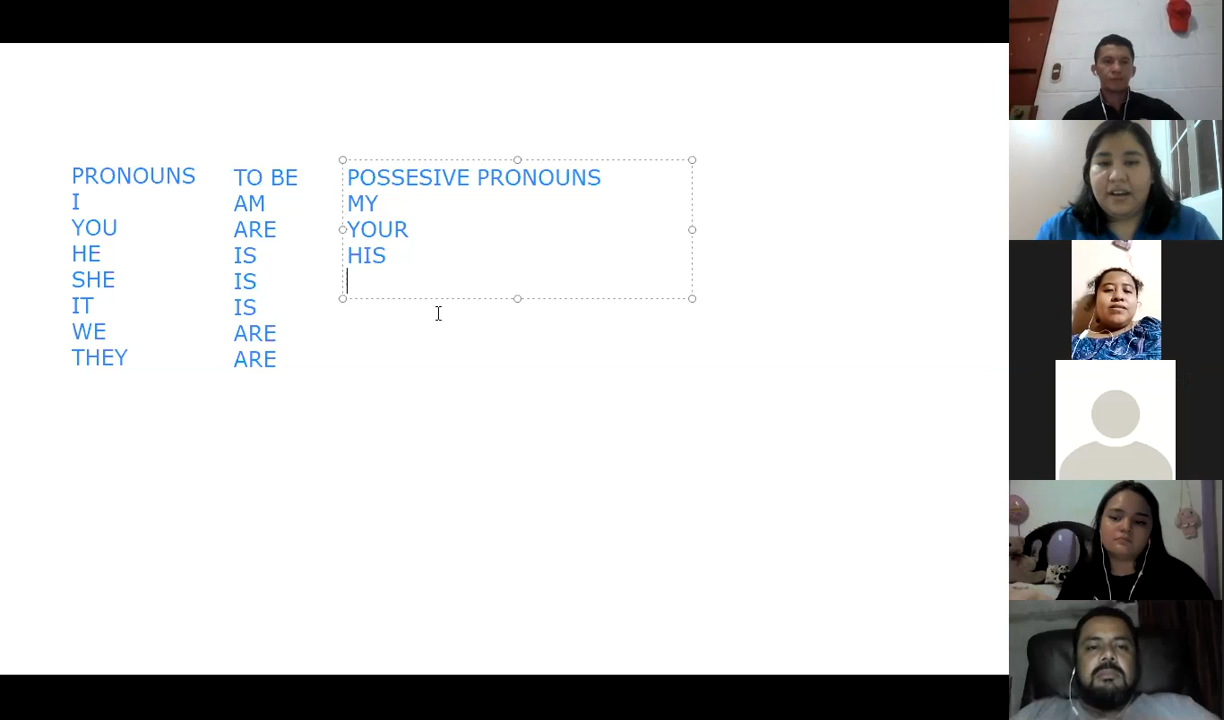 PRONOUNS
I
YOU
HE
SHE
IT
WE
THEY
TO BE
AM
ARE
IS
IS
IS
ARE
ARE
POSSESIVE PRONOUNS
MY
YOUR
HIS